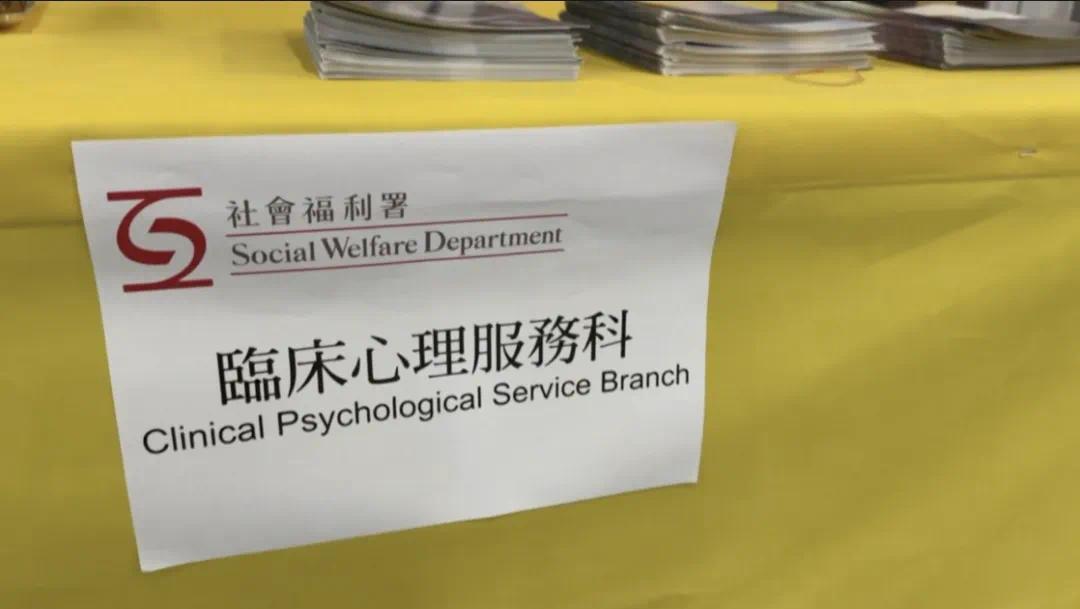 社會福利署
Social Welfare Department
臨床心理服務科
Clinical Psychological Service Branch